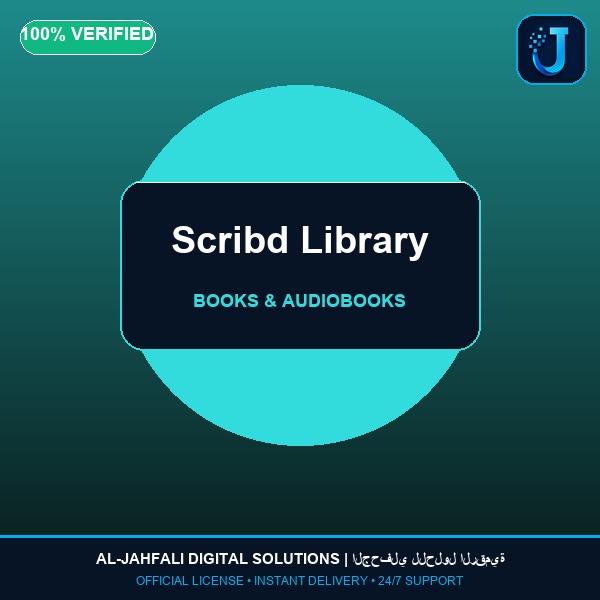 100% VERIFIED
J
Scribd Library
BOOKS & AUDIOBOOKS
AL-JAHFALI DIGITAL SOLUTIONS | الجحفلي للحلول الرقمية
OFFICIAL LICENSE • INSTANT DELIVERY • 24/7 SUPPORT